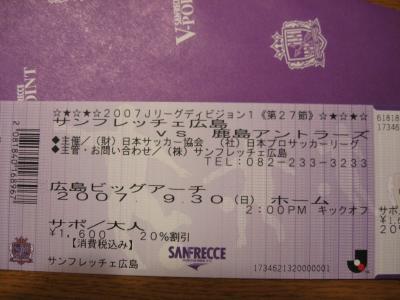 SANFRECCE
V-POINT
POINT
☆★☆★☆2007Jリーグディビジョン1《第27節》☆★☆★☆
サンフレッチェ広島
VS 鹿島アントラーズ
●主催/(財)日本サッカー協会、(社)日本プロサッカーリーグ
●主管・お問い合わせ/(株)サンフレッチェ広島
TEL:082-233-3233
広島ビッグアーチ
2007. 9.30(日) ホーム
2:00PM キックオフ
サポ/大人
¥1,600 20%割引
【消費税込み】
サンフレッチェ広島
SANFRECCE
1734621320000001
J.LEAGUE